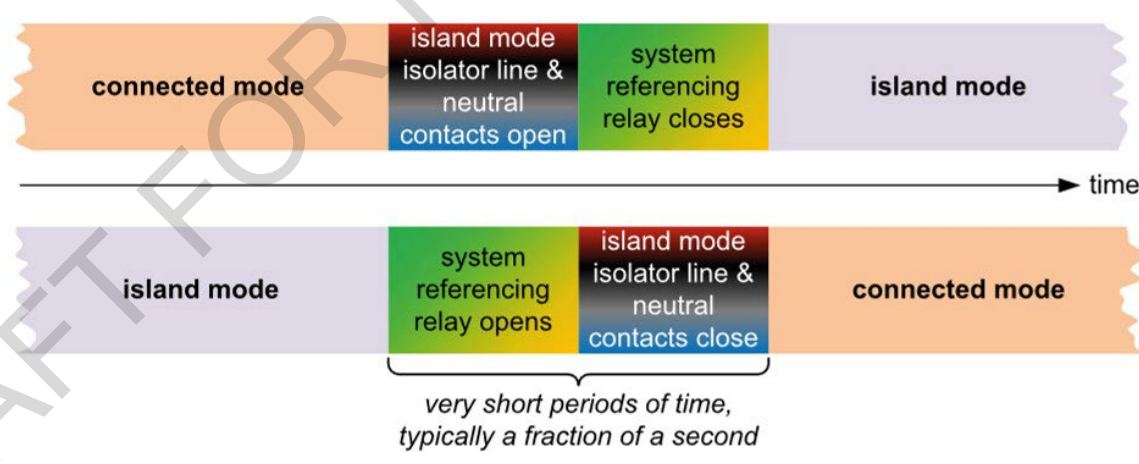 connected mode
island mode
isolator line &
neutral
contacts open
system
referencing
relay closes
island mode
time
island mode
system
referencing
relay opens
island mode
isolator line &
neutral
contacts close
connected mode
very short periods of time,
typically a fraction of a second
AFT FOR